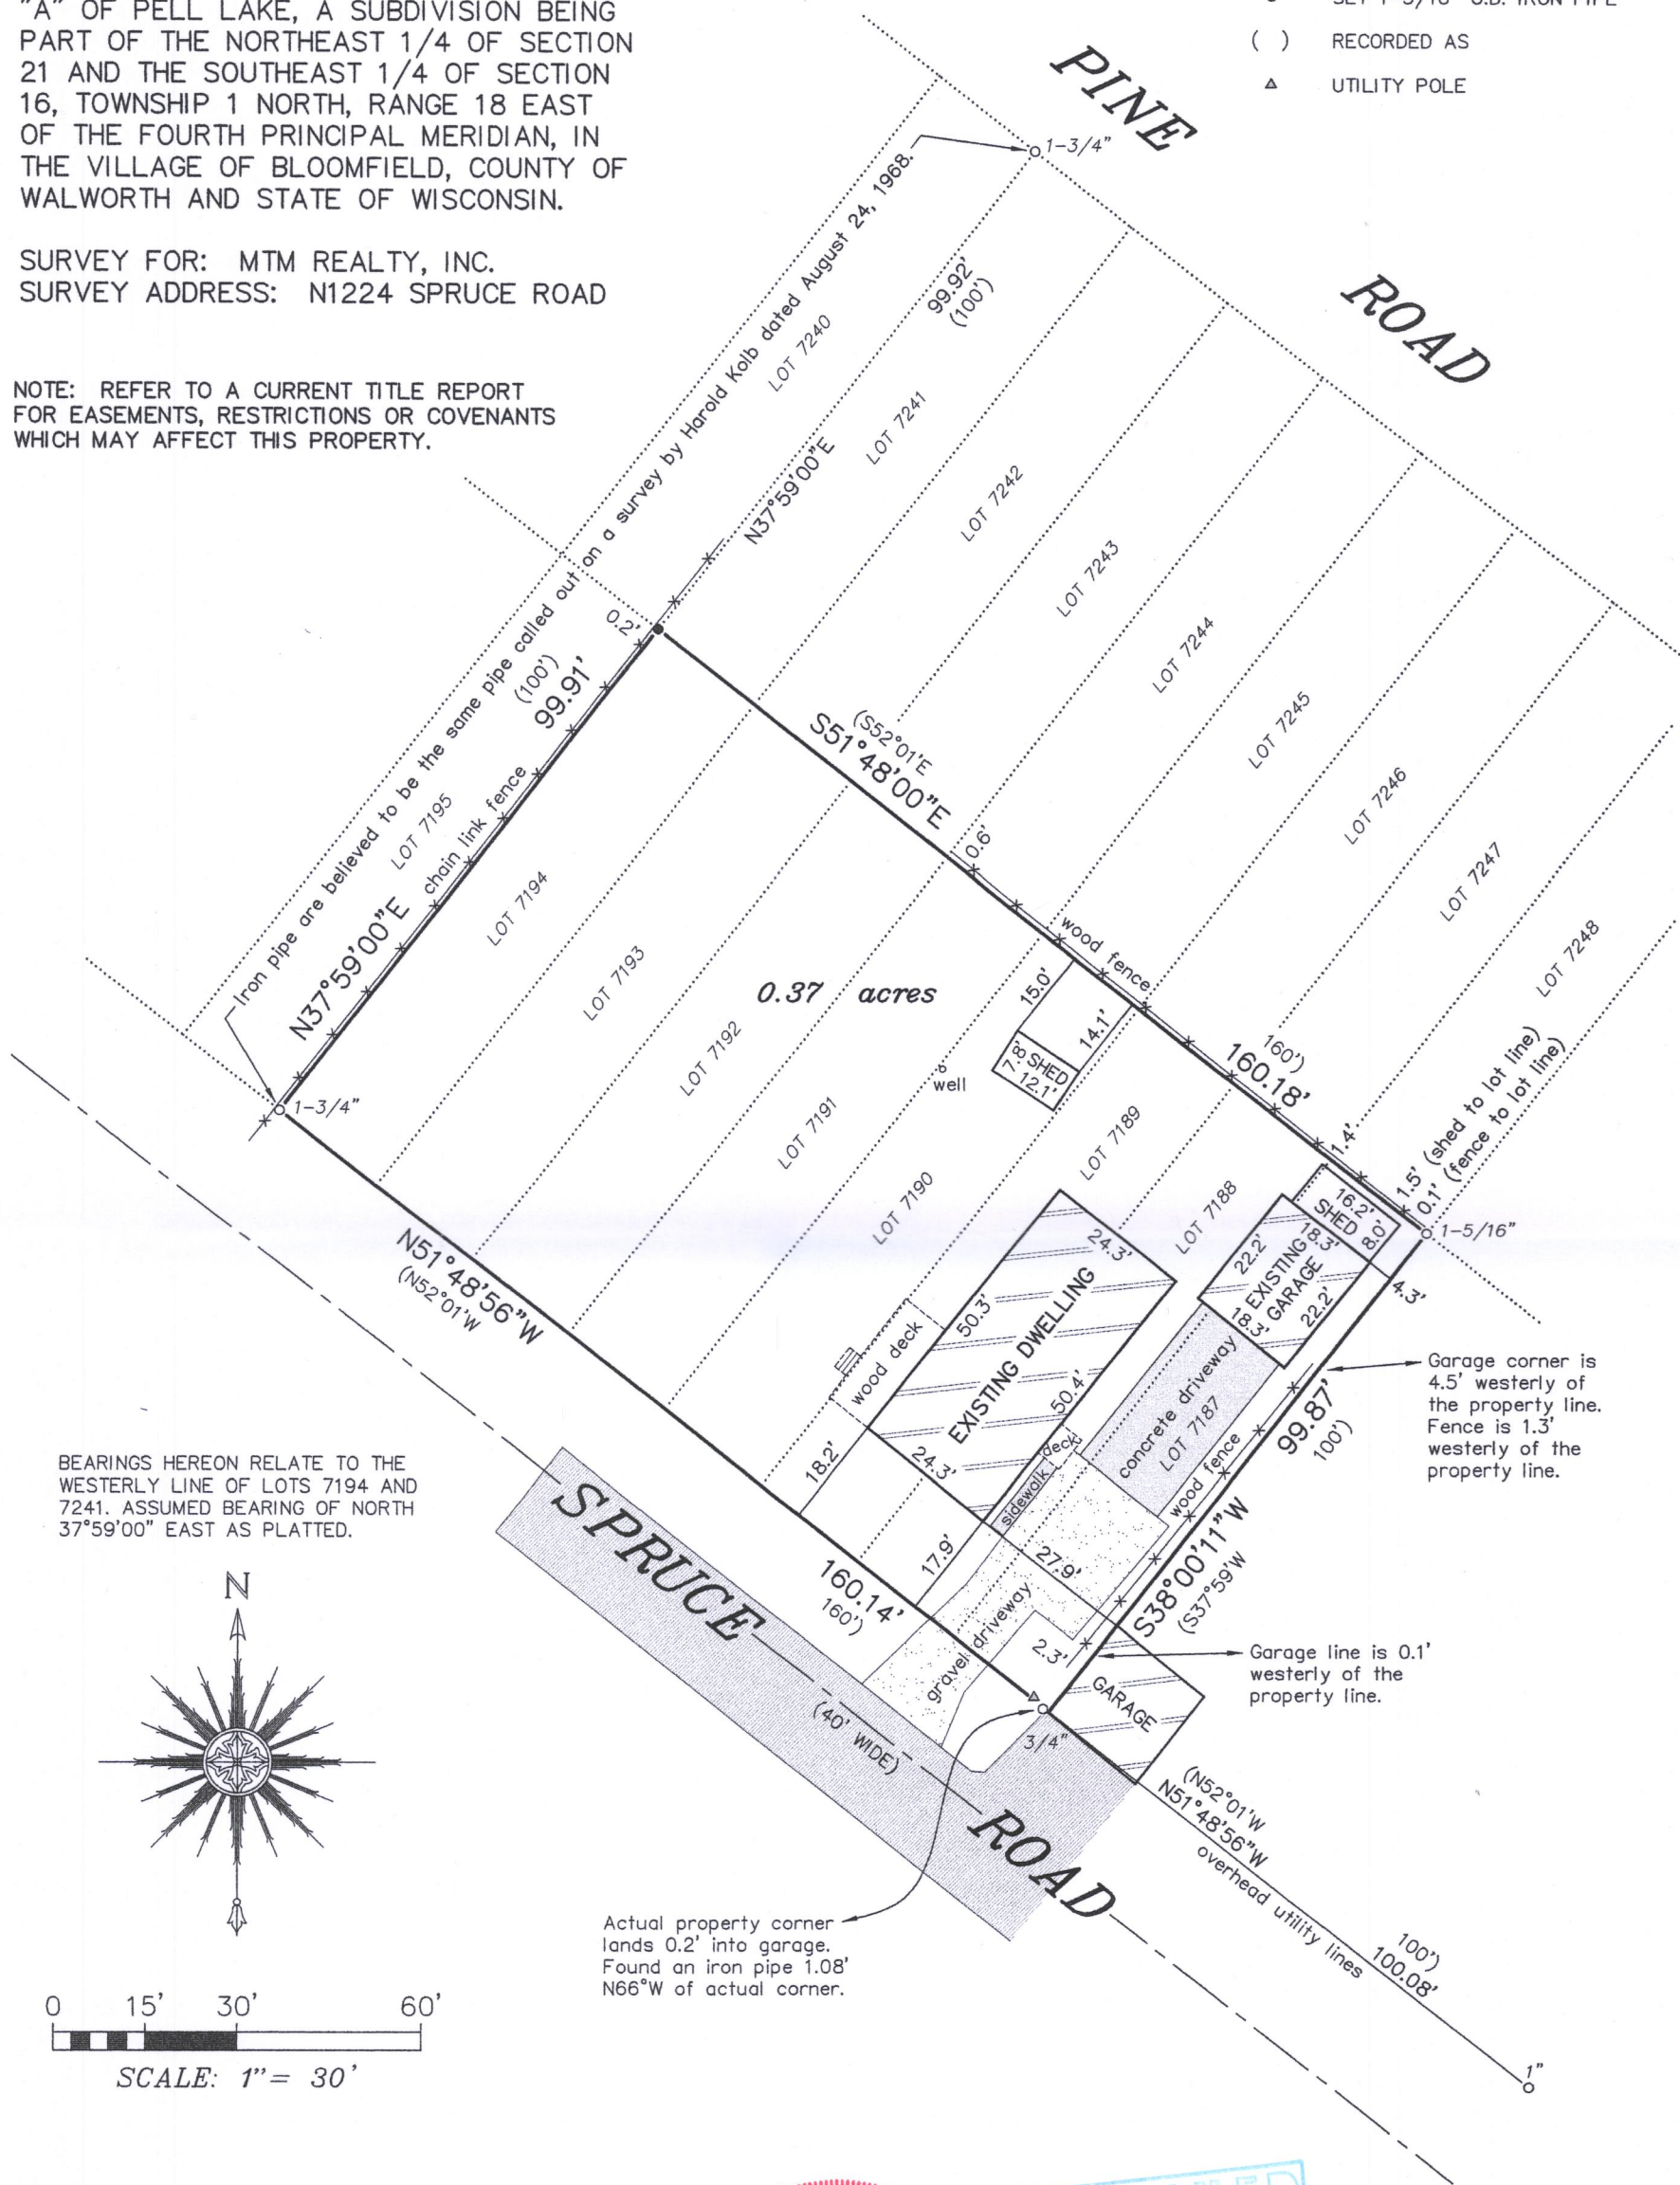 "A" OF PELL LAKE, A SUBDIVISION BEING
PART OF THE NORTHEAST 1/4 OF SECTION
21 AND THE SOUTHEAST 1/4 OF SECTION
16, TOWNSHIP 1 NORTH, RANGE 18 EAST
OF THE FOURTH PRINCIPAL MERIDIAN, IN
THE VILLAGE OF BLOOMFIELD, COUNTY OF
WALWORTH AND STATE OF WISCONSIN.
SURVEY FOR: MTM REALTY, INC.
SURVEY ADDRESS: N1224 SPRUCE ROAD
NOTE: REFER TO A CURRENT TITLE REPORT
FOR EASEMENTS, RESTRICTIONS OR COVENANTS
WHICH MAY AFFECT THIS PROPERTY.
( ) RECORDED AS
UTILITY POLE
PINE
ROAD
1-3/4"
Iron pipe are believed to be the same pipe called out on a survey by Harold Kolb dated August 24, 1968.
99.92'
(100')
N37°59'00"E
LOT 7240
LOT 7241
LOT 7242
LOT 7243
LOT 7244
LOT 7245
LOT 7246
LOT 7247
LOT 7248
0.2'
(100')
99.91'
chain link fence
N37°59'00"E
LOT 7195
LOT 7194
LOT 7193
LOT 7192
LOT 7191
LOT 7190
LOT 7189
LOT 7188
(S52°01'E
S51°48'00"E
0.6'
wood fence
160')
160.18'
0.37 acres
15.0'
14.1'
7.8'
SHED
12.1'
well
1.4'
1.5' (shed to lot line)
0.1' (fence to lot line)
1-5/16"
16.2'
SHED
8.0'
18.3'
22.2'
EXISTING
GARAGE
22.2'
18.3'
4.3'
1-3/4"
N51°48'56"W
(N52°01'W
24.3'
50.3'
EXISTING DWELLING
50.4'
24.3'
wood deck
18.2'
17.9'
deck
sidewalk
concrete driveway
LOT 7187
wood fence
99.87'
100')
Garage corner is
4.5' westerly of
the property line.
Fence is 1.3'
westerly of the
property line.
S38°00'11"W
(S37°59'W
27.9'
gravel driveway
2.3'
160.14'
160')
Garage line is 0.1'
westerly of the
property line.
GARAGE
3/4"
SPRUCE
(40' WIDE)
ROAD
BEARINGS HEREON RELATE TO THE
WESTERLY LINE OF LOTS 7194 AND
7241. ASSUMED BEARING OF NORTH
37°59'00" EAST AS PLATTED.
N
(N52°01'W
N51°48'56"W
overhead utility lines
100')
100.08'
1"
Actual property corner
lands 0.2' into garage.
Found an iron pipe 1.08'
N66°W of actual corner.
0 15' 30' 60'
SCALE: 1"= 30'